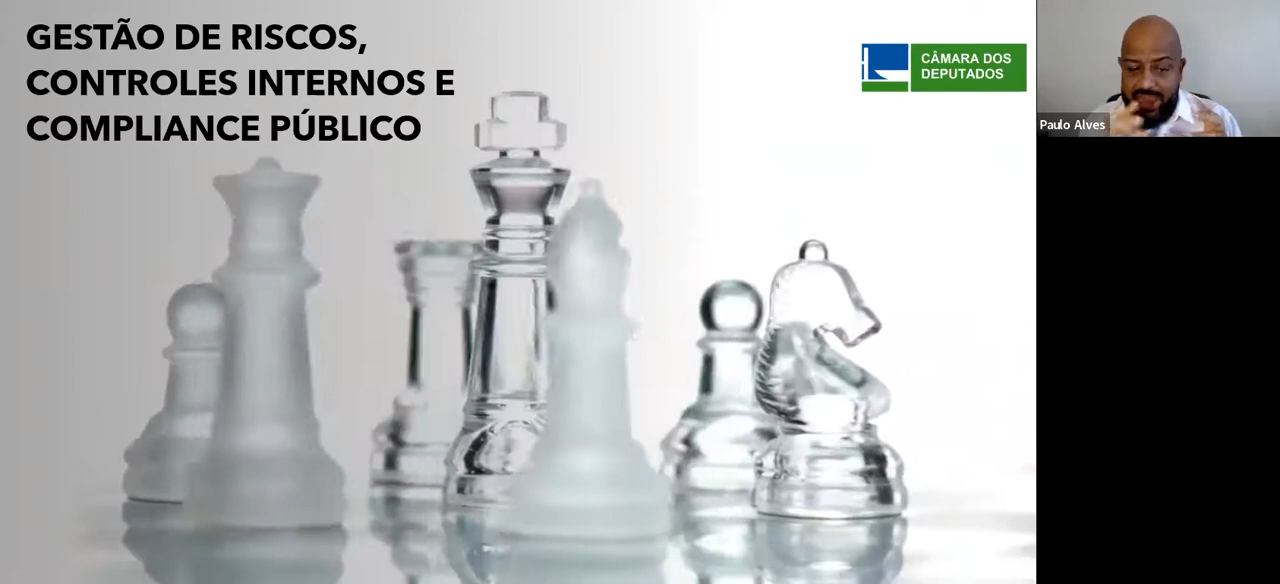 GESTÃO DE RISCOS,
CONTROLES INTERNOS E
COMPLIANCE PÚBLICO
CÂMARA DOS
DEPUTADOS
Paulo Alves